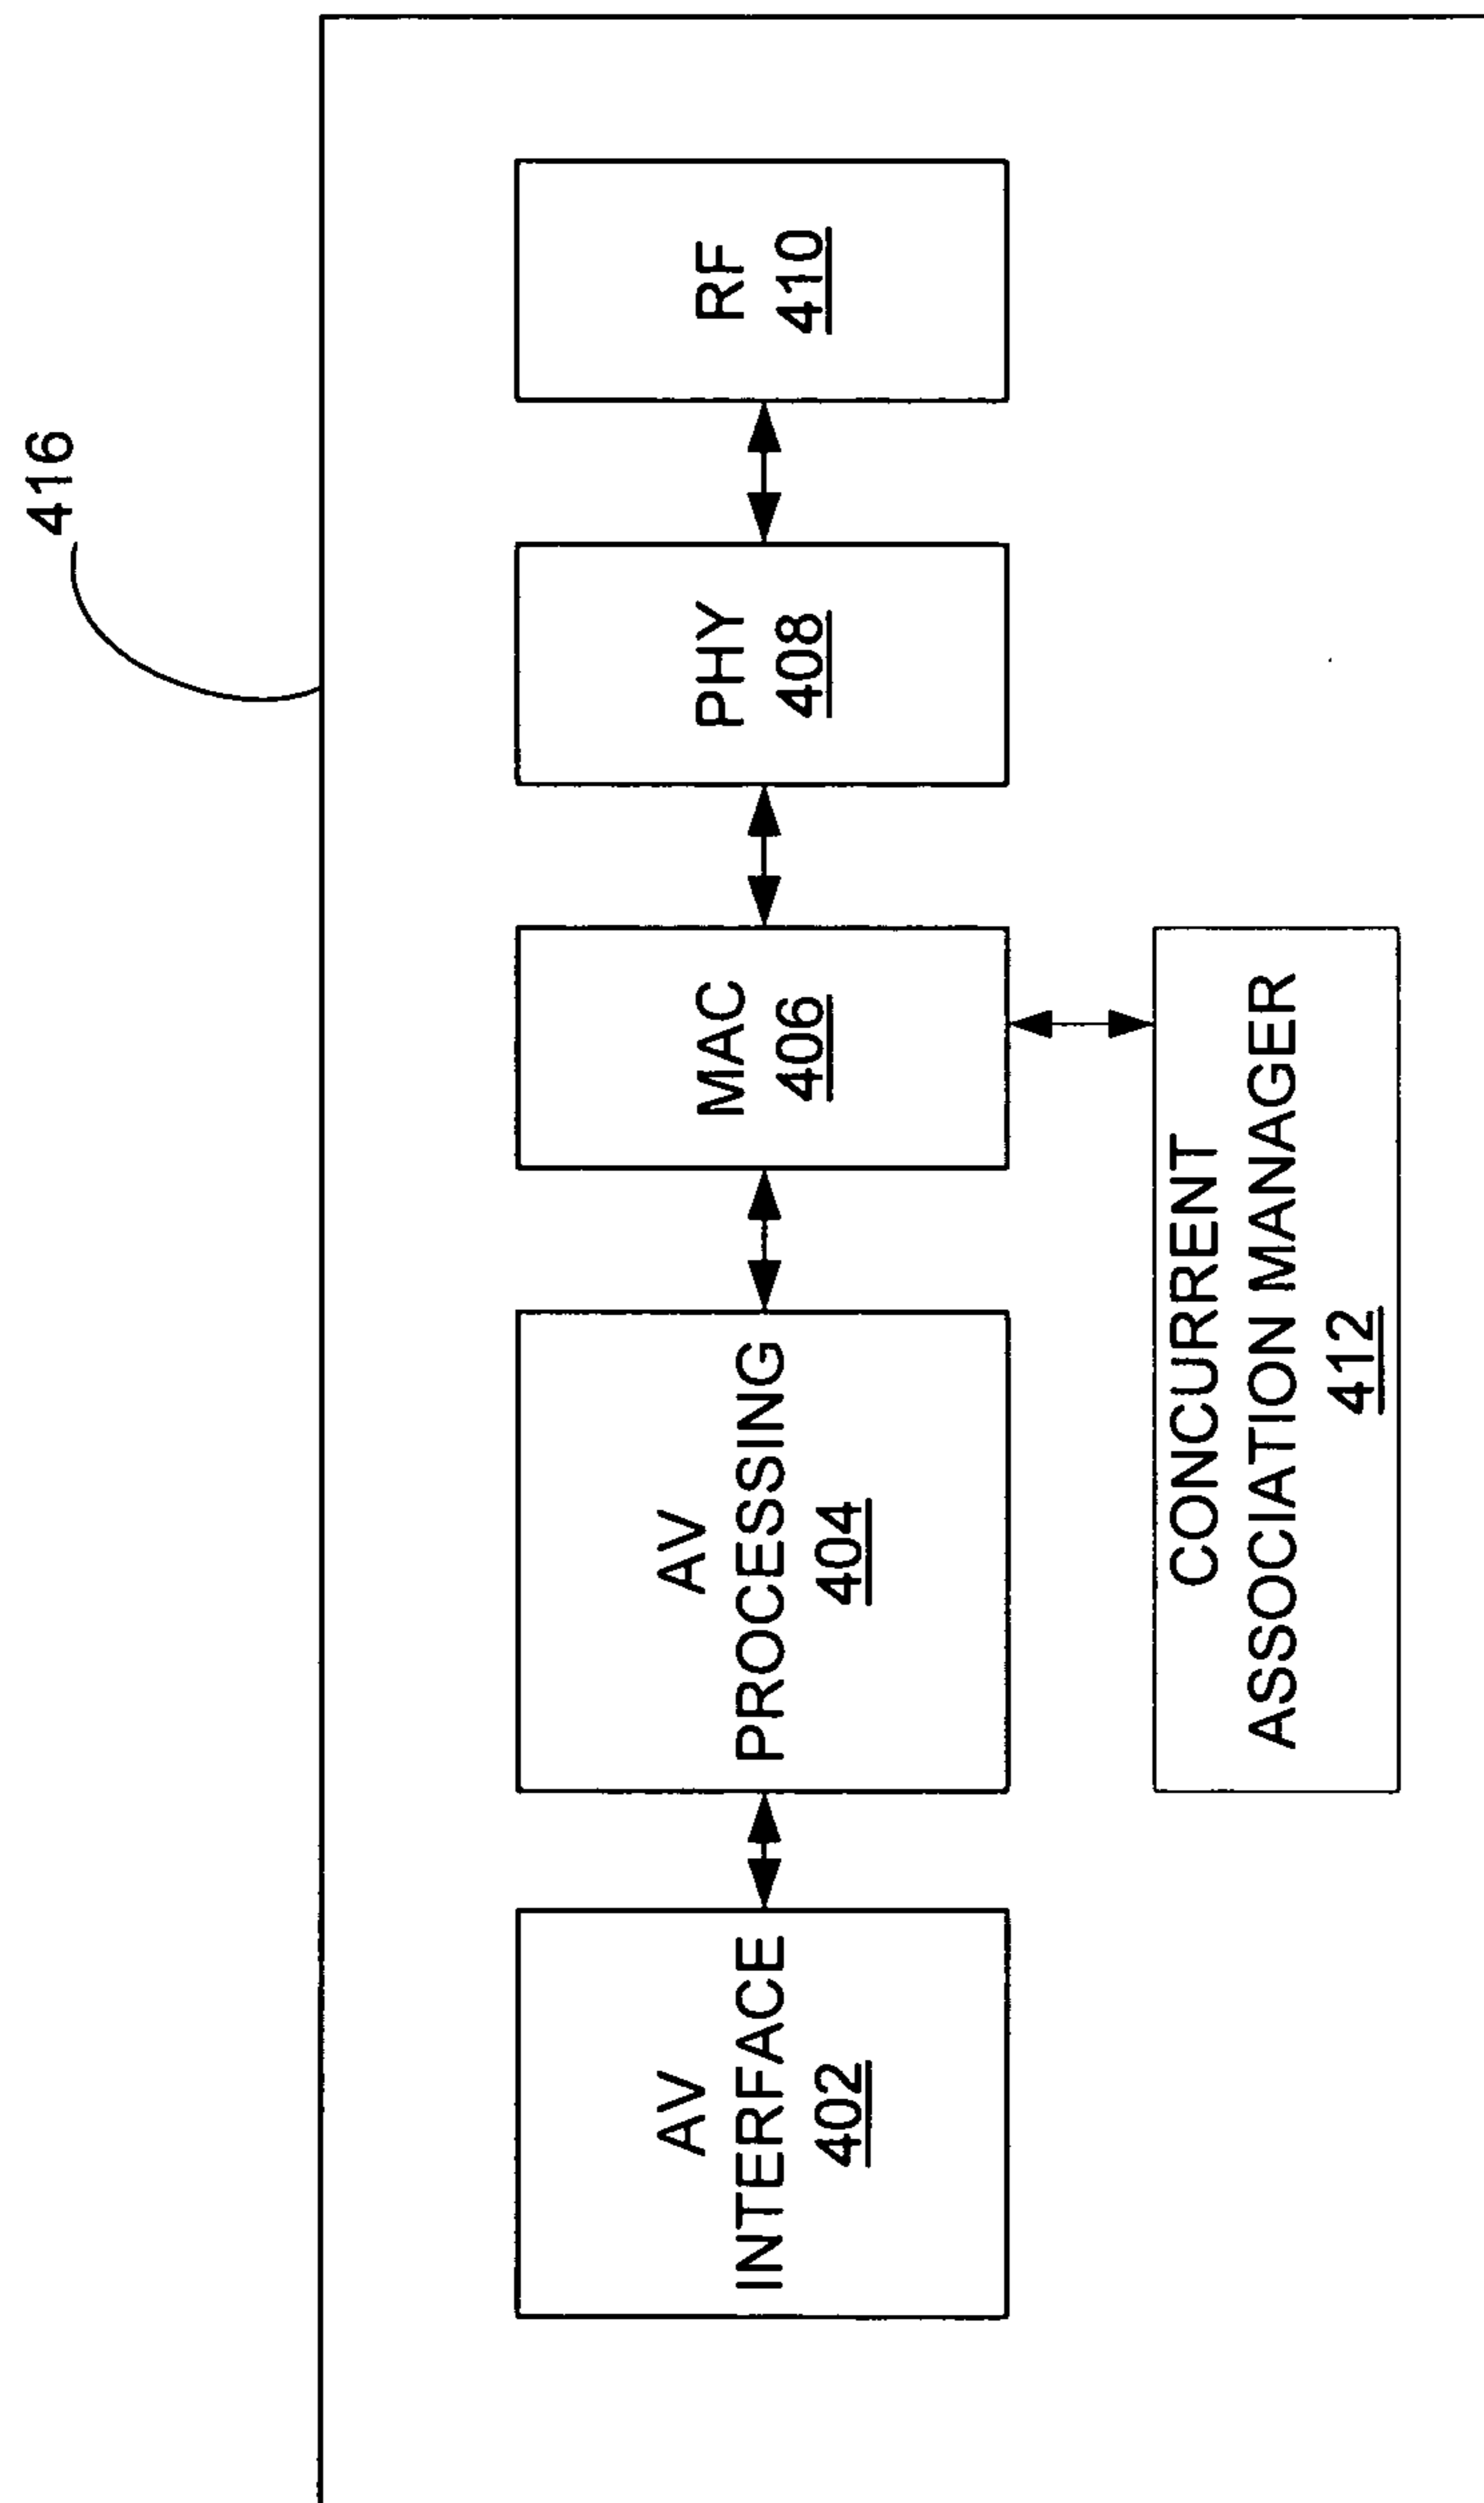 416
AV
INTERFACE
402
AV
PROCESSING
404
MAC
406
PHY
408
RF
410
CONCURRENT
ASSOCIATION MANAGER
412